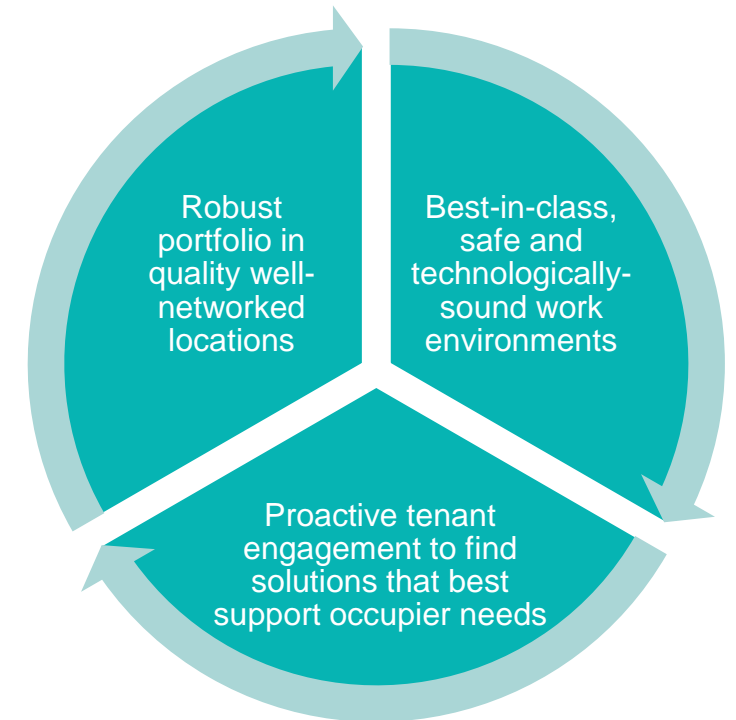 Robust
portfolio in
quality well-
networked
locations
Best-in-class,
safe and
technologically-
sound work
environments
Proactive tenant
engagement to find
solutions that best
support occupier needs